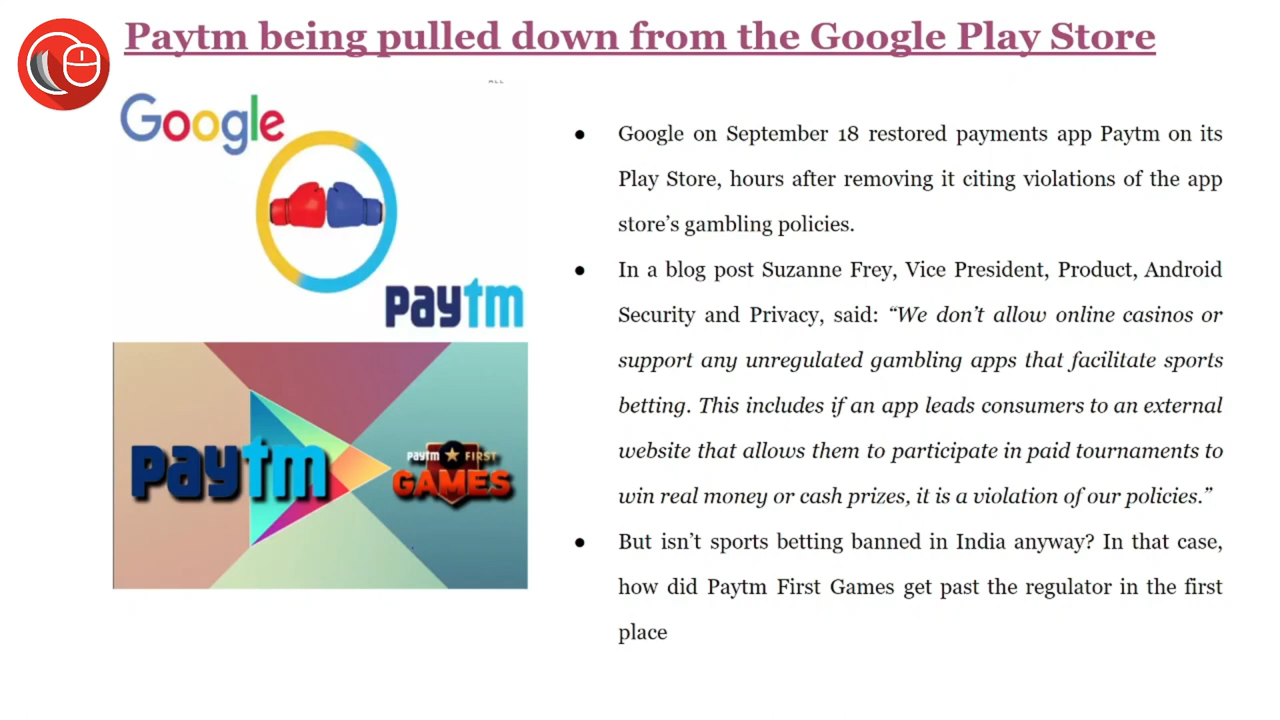 Paytm being pulled down from the Google Play Store
ALL
Google
paytm
paytm
paytm FIRST
GAMES
● Google on September 18 restored payments app Paytm on its
Play Store, hours after removing it citing violations of the app
store’s gambling policies.
● In a blog post Suzanne Frey, Vice President, Product, Android
Security and Privacy, said: “We don’t allow online casinos or
support any unregulated gambling apps that facilitate sports
betting. This includes if an app leads consumers to an external
website that allows them to participate in paid tournaments to
win real money or cash prizes, it is a violation of our policies.”
● But isn’t sports betting banned in India anyway? In that case,
how did Paytm First Games get past the regulator in the first
place